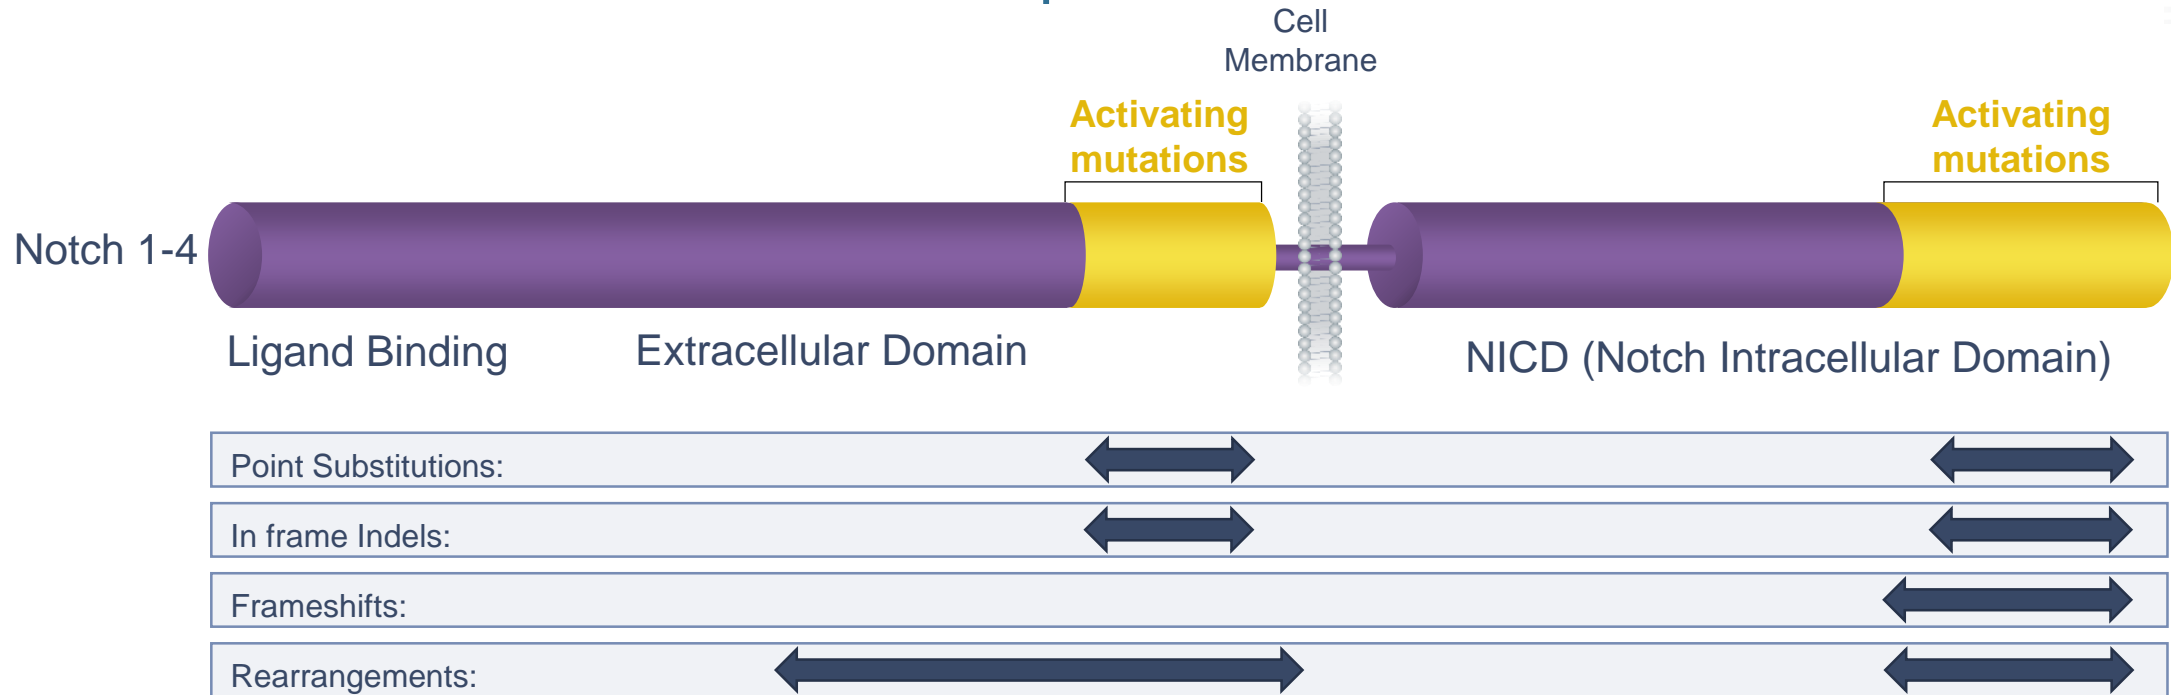 Cell
Membrane
Activating
mutations
Activating
mutations
Notch 1-4
Ligand Binding
Extracellular Domain
NICD (Notch Intracellular Domain)
Point Substitutions:
In frame Indels:
Frameshifts:
Rearrangements: